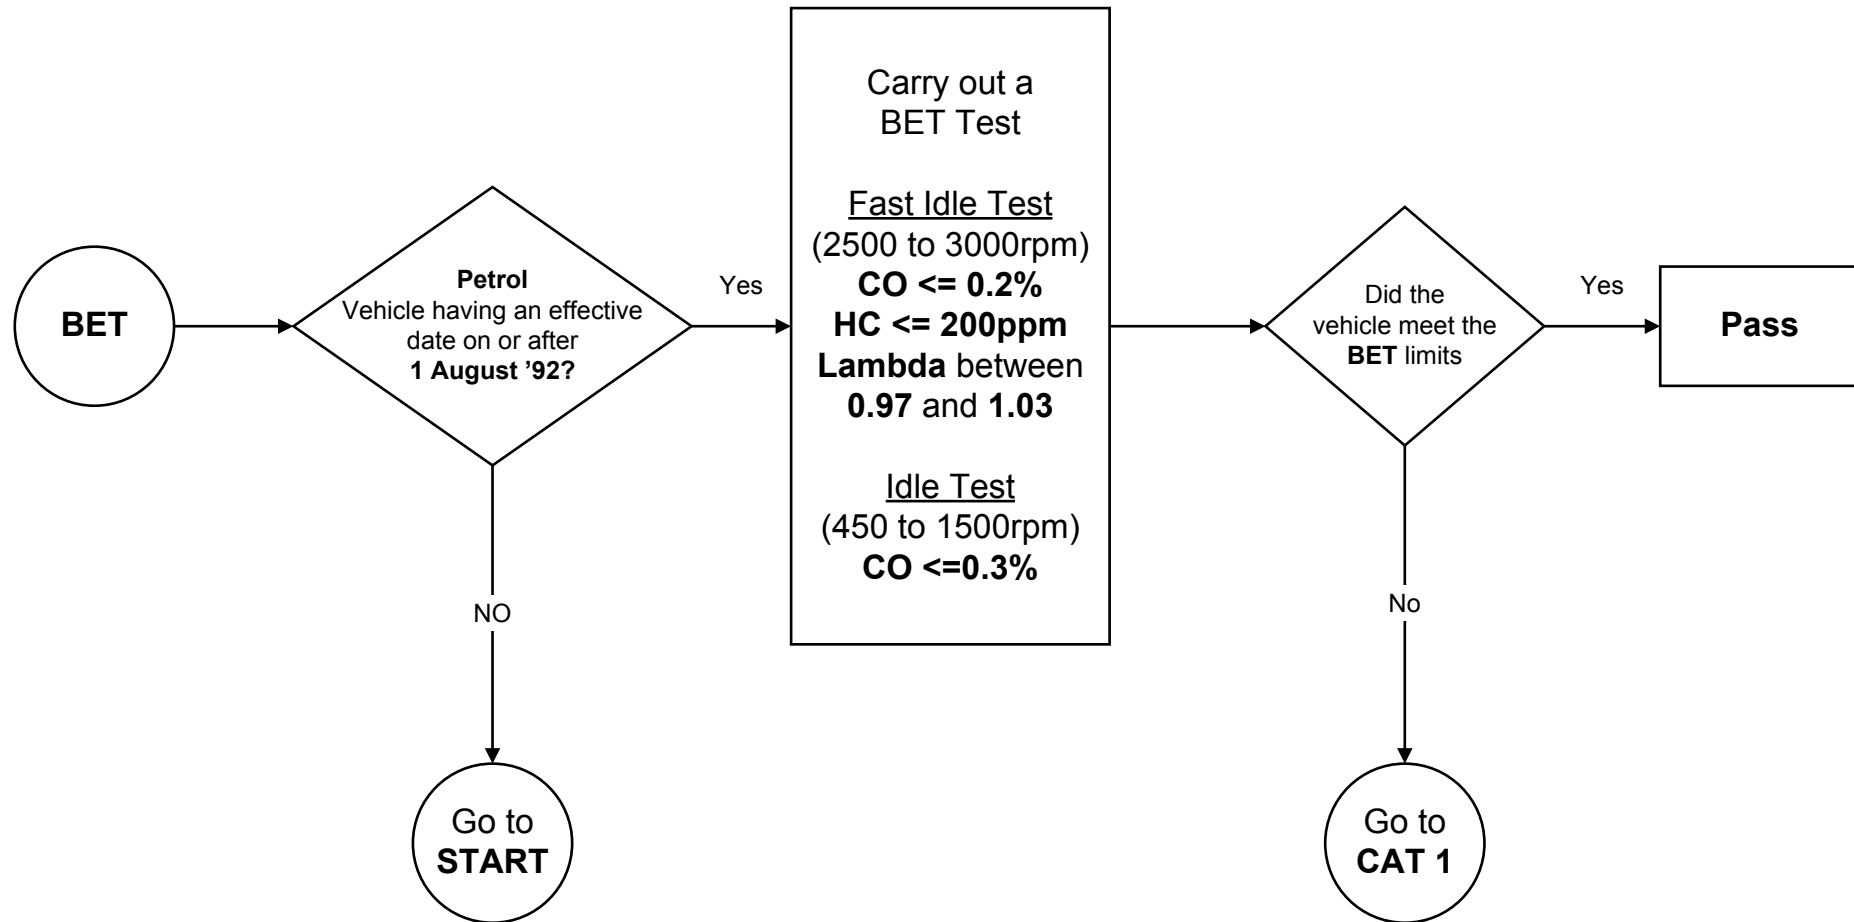 BET
Petrol
Vehicle having an effective
date on or after
1 August ’92?
Yes
NO
Go to
START
Carry out a
BET Test
Fast Idle Test
(2500 to 3000rpm)
CO <= 0.2%
HC <= 200ppm
Lambda between
0.97 and 1.03
Idle Test
(450 to 1500rpm)
CO <=0.3%
Did the
vehicle meet the
BET limits
Yes
Pass
No
Go to
CAT 1